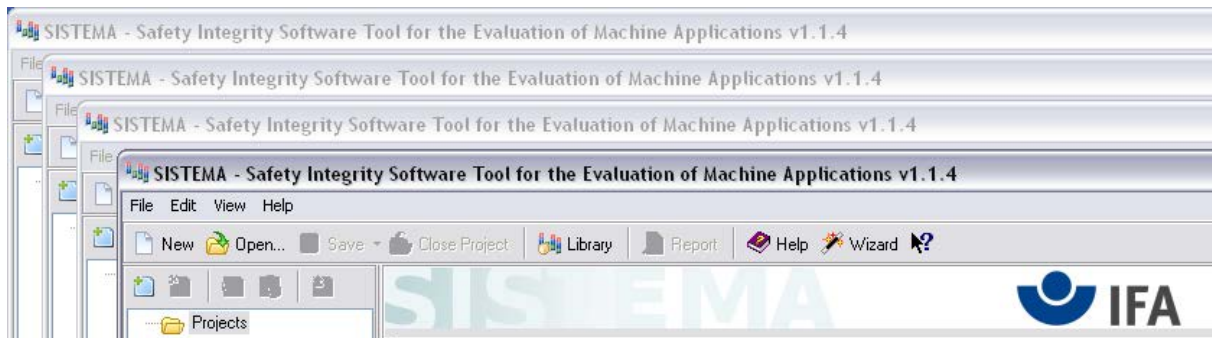 SISTEMA - Safety Integrity Software Tool for the Evaluation of Machine Applications v1.1.4
File
SISTEMA - Safety Integrity Software Tool for the Evaluation of Machine Applications v1.1.4
File
SISTEMA - Safety Integrity Software Tool for the Evaluation of Machine Applications v1.1.4
File
SISTEMA - Safety Integrity Software Tool for the Evaluation of Machine Applications v1.1.4
File Edit View Help
New Open... Save Close Project Library Report Help Wizard
SISTEMA IFA
Projects